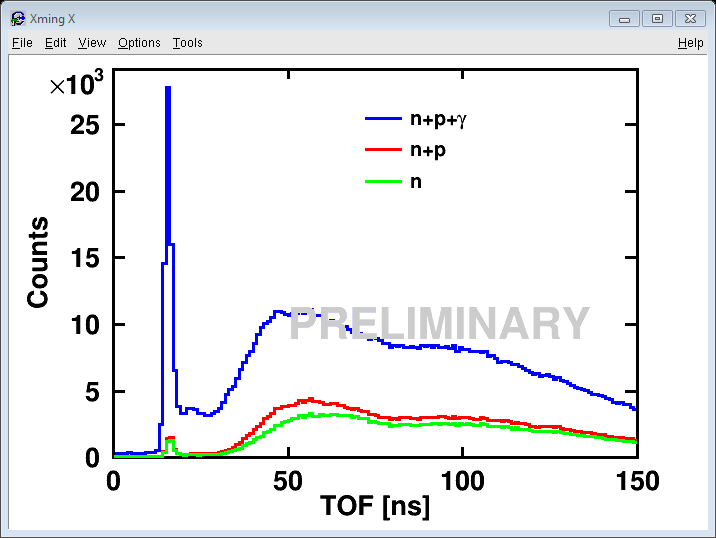 Xming X
File Edit View Options Tools Help
×10³
n+p+γ
n+p
n
25
20
15
10
5
0
Counts
PRELIMINARY
0 50 100 150
TOF [ns]